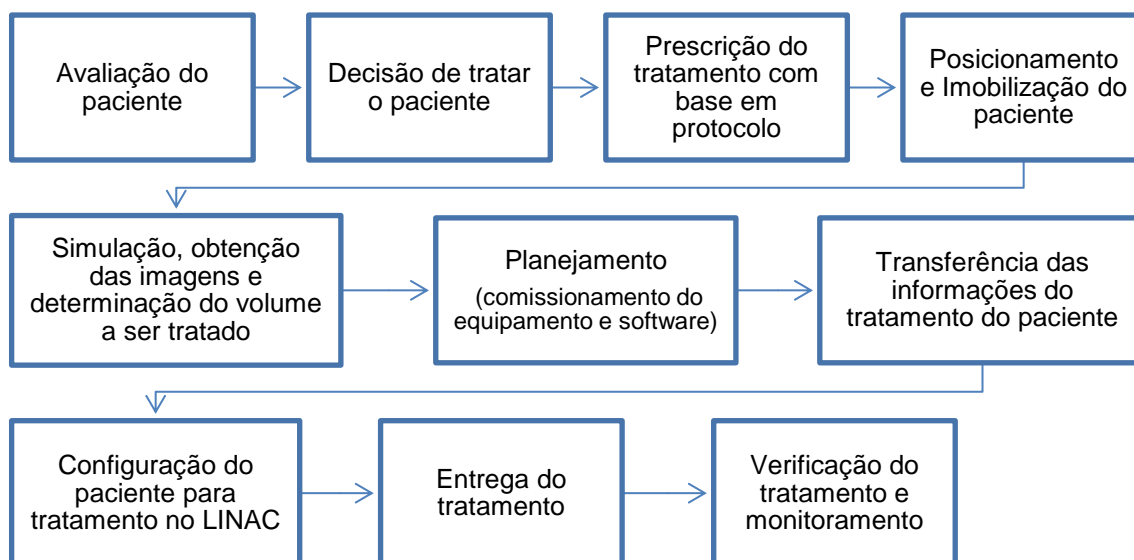 Avaliação do
paciente
Decisão de tratar
o paciente
Prescrição do
tratamento com
base em
protocolo
Posicionamento
e Imobilização do
paciente
Simulação, obtenção
das imagens e
determinação do volume
a ser tratado
Planejamento
(comissionamento do
equipamento e software)
Transferência das
informações do
tratamento do paciente
Configuração do
paciente para
tratamento no LINAC
Entrega do
tratamento
Verificação do
tratamento e
monitoramento